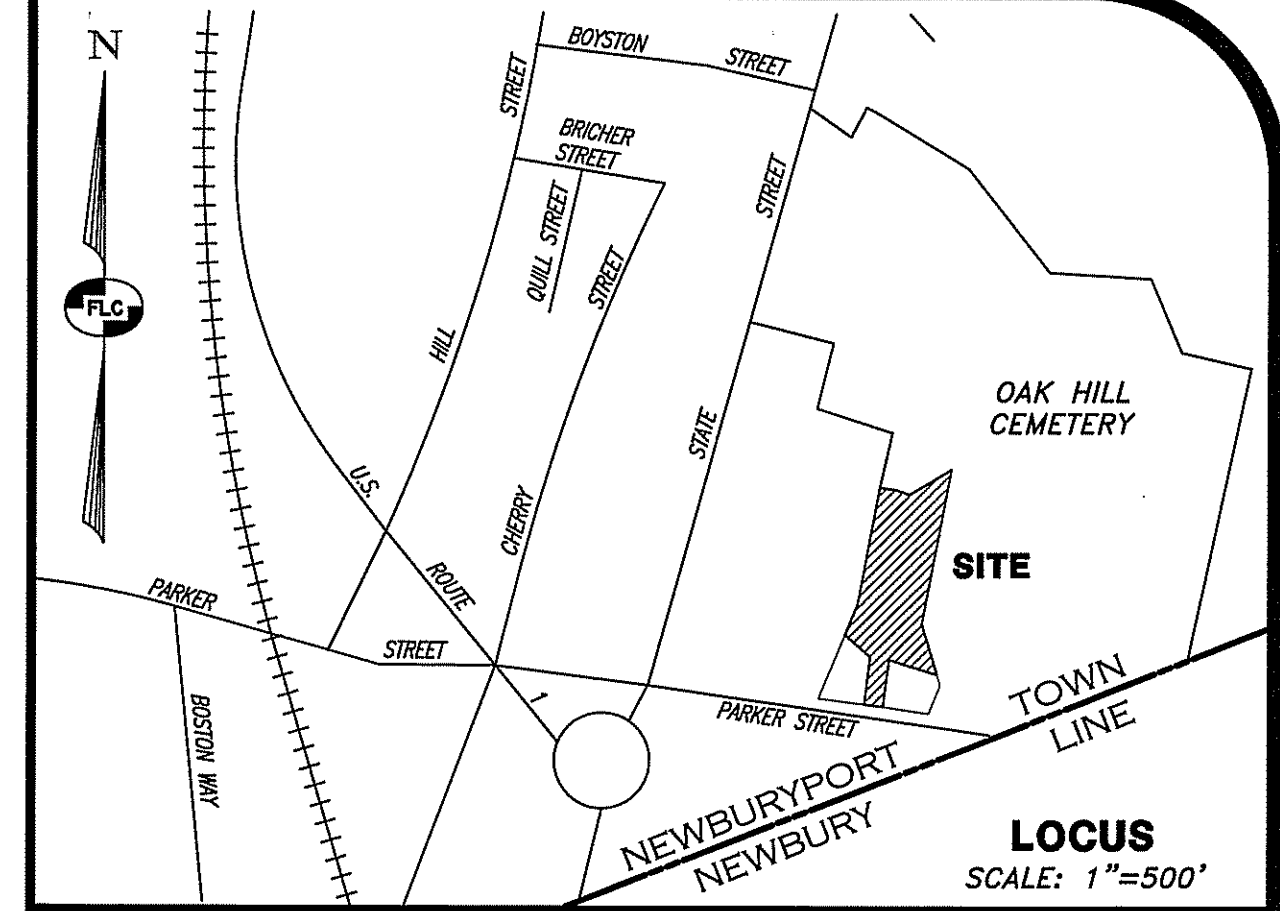 N
BOYSTON STREET
STREET
BRICHER
STREET
STREET
QUILL STREET
STREET
FLC
HILL
OAK HILL
CEMETERY
STATE
U.S.
CHERRY
SITE
ROUTE
PARKER
STREET
TOWN
LINE
1
BOSTON WAY
PARKER STREET
NEWBURYPORT
NEWBURY
LOCUS
SCALE: 1"=500'